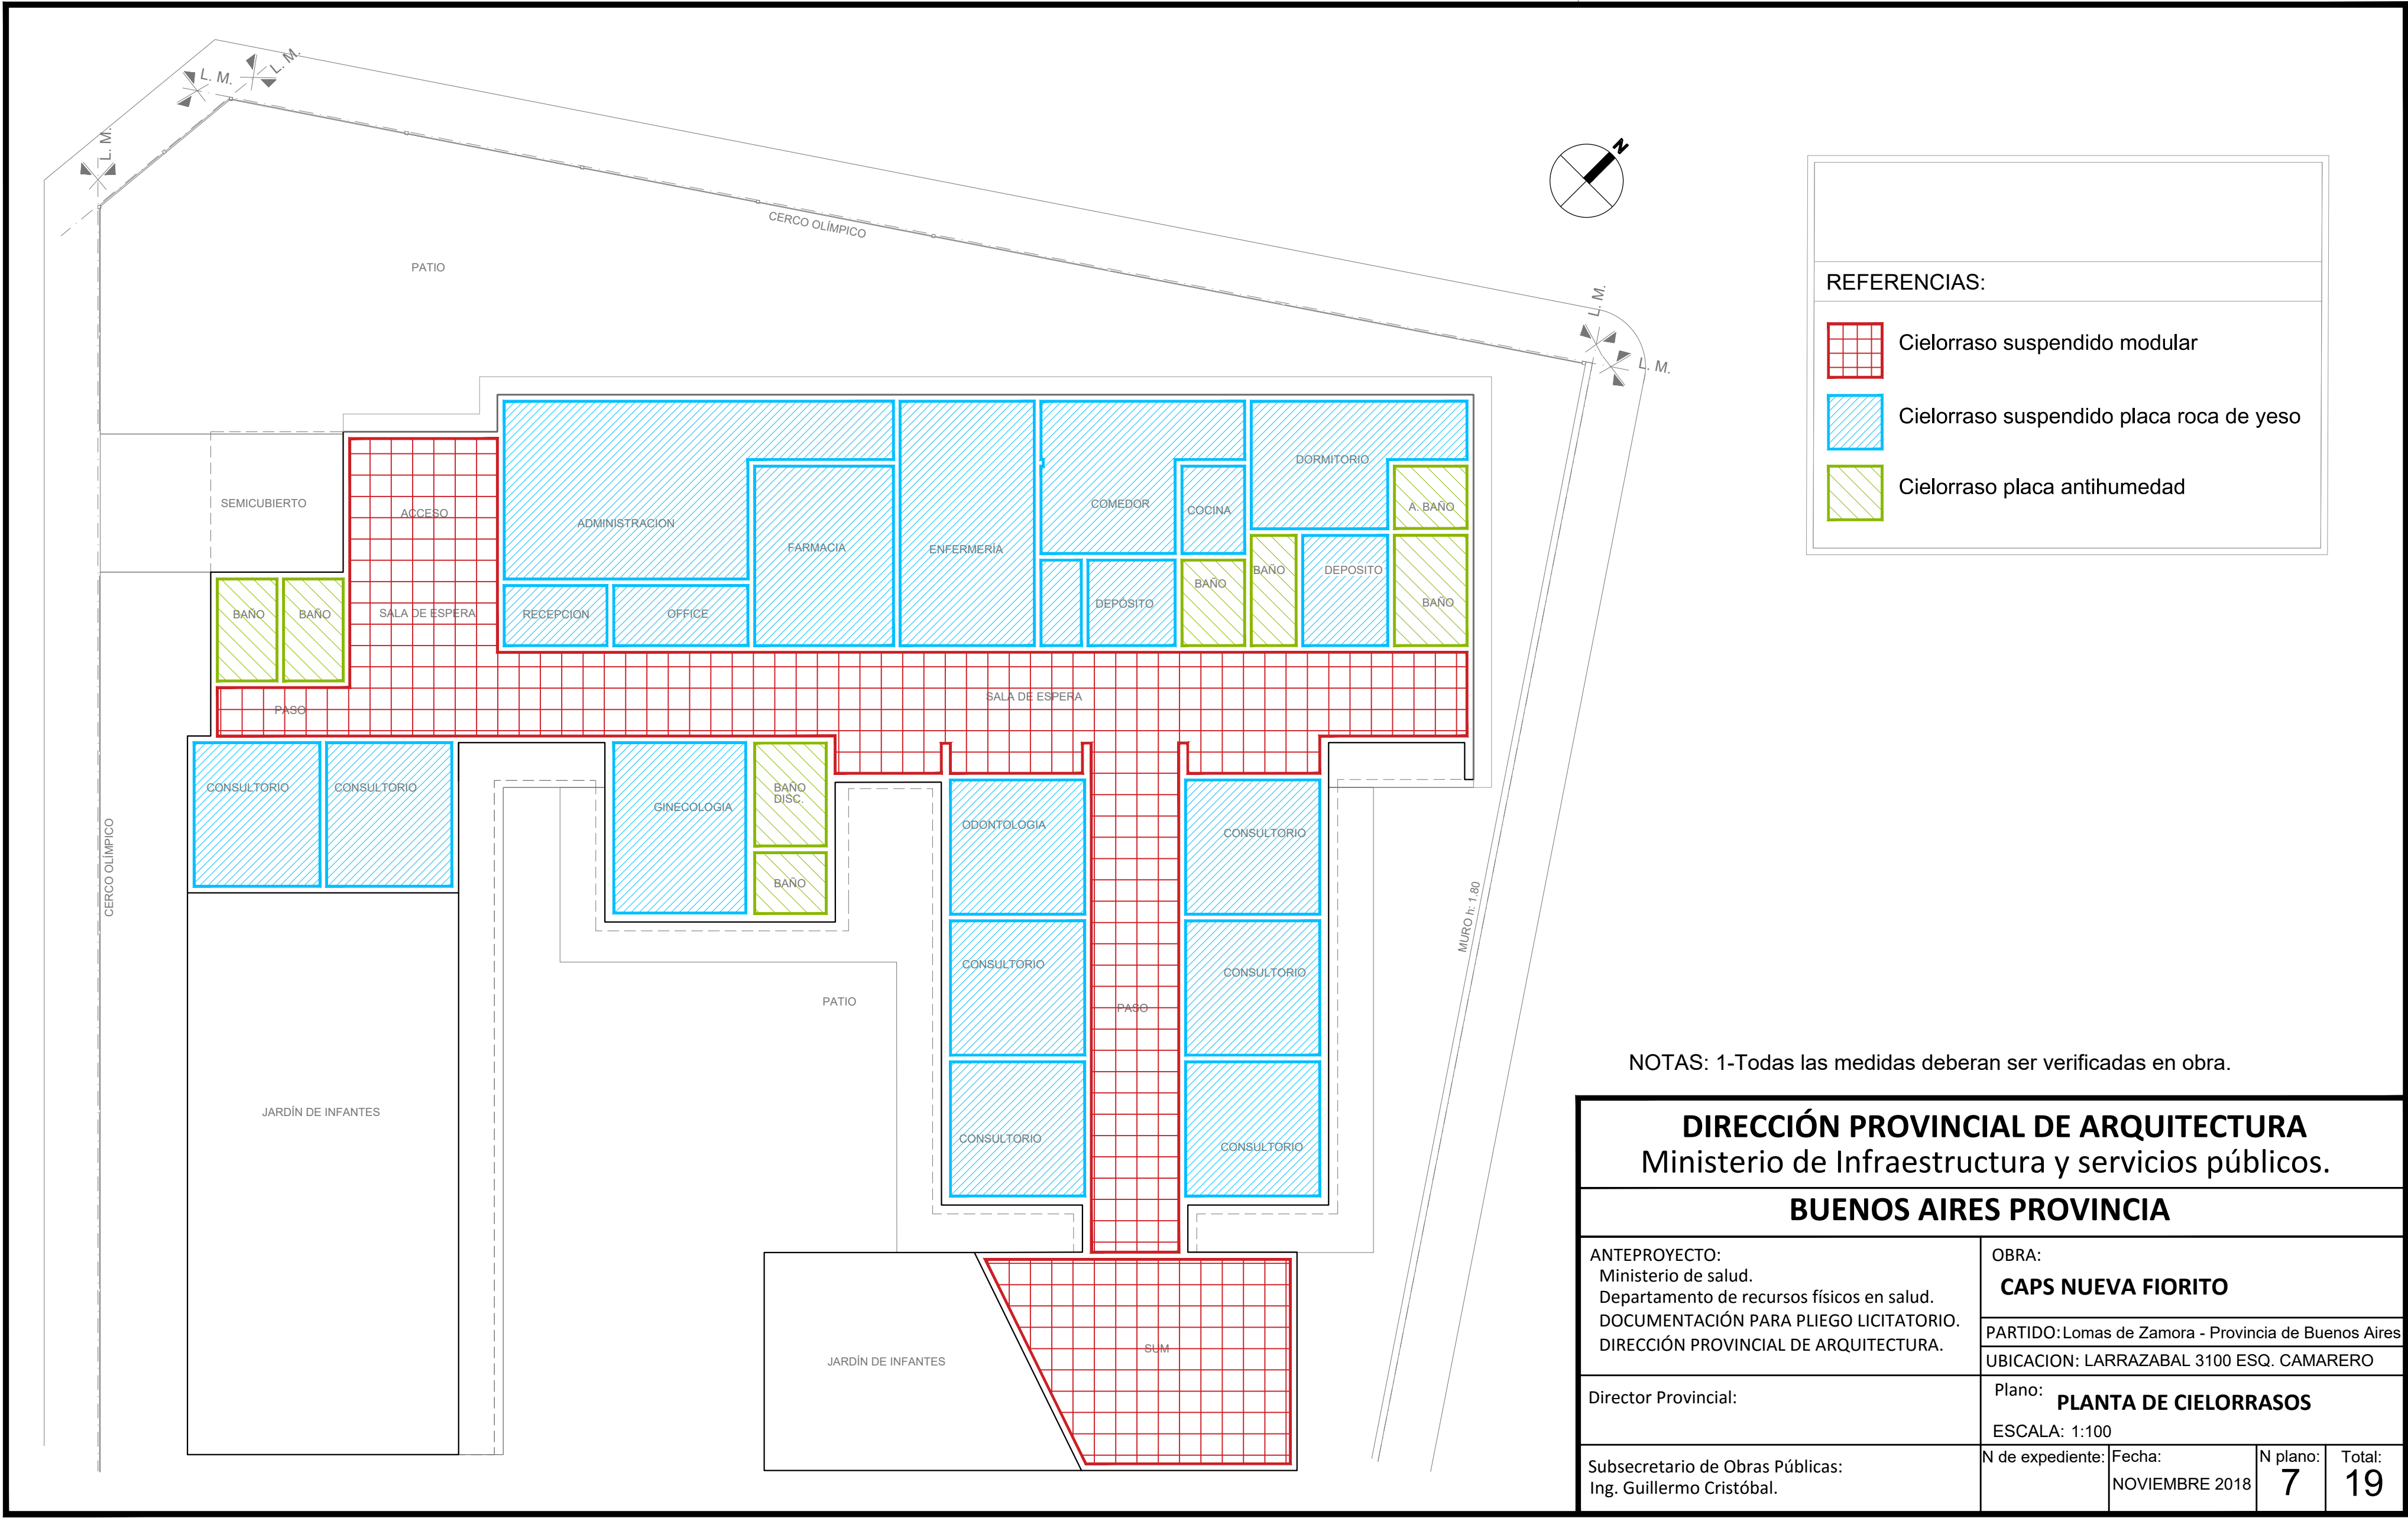 L. M.
L. M.
L. M.
N
CERCO OLÍMPICO
PATIO
L. M.
L. M.
REFERENCIAS:
Cielorraso suspendido modular
Cielorraso suspendido placa roca de yeso
Cielorraso placa antihumedad
SEMICUBIERTO
ACCESO
ADMINISTRACION
FARMACIA
ENFERMERÍA
COMEDOR
COCINA
DORMITORIO
A. BAÑO
BAÑO
BAÑO
SALA DE ESPERA
RECEPCION
OFFICE
DEPÓSITO
BAÑO
BAÑO
DEPOSITO
BAÑO
PASO
SALA DE ESPERA
CONSULTORIO
CONSULTORIO
GINECOLOGIA
BAÑO
DISC.
BAÑO
ODONTOLOGIA
CONSULTORIO
CERCO OLÍMPICO
CONSULTORIO
CONSULTORIO
MURO h: 1.80
PATIO
PASO
JARDÍN DE INFANTES
CONSULTORIO
CONSULTORIO
JARDÍN DE INFANTES
SUM
NOTAS: 1-Todas las medidas deberan ser verificadas en obra.
DIRECCIÓN PROVINCIAL DE ARQUITECTURA
Ministerio de Infraestructura y servicios públicos.
BUENOS AIRES PROVINCIA
ANTEPROYECTO:
Ministerio de salud.
Departamento de recursos físicos en salud.
DOCUMENTACIÓN PARA PLIEGO LICITATORIO.
DIRECCIÓN PROVINCIAL DE ARQUITECTURA.
OBRA:
CAPS NUEVA FIORITO
PARTIDO: Lomas de Zamora - Provincia de Buenos Aires
UBICACION: LARRAZABAL 3100 ESQ. CAMARERO
Director Provincial:
Plano:
PLANTA DE CIELORRASOS
ESCALA: 1:100
Subsecretario de Obras Públicas:
Ing. Guillermo Cristóbal.
N de expediente:
Fecha:
NOVIEMBRE 2018
N plano:
7
Total:
19